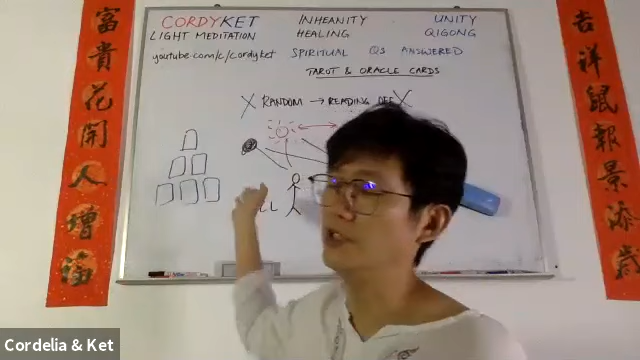 富貴花開人增福
CORDYKET INHEANITY UNITY
LIGHT MEDITATION HEALING QIGONG
youtube.com/c/cordyket SPIRITUAL QS ANSWERED
TAROT & ORACLE CARDS
X RANDOM → READING
吉祥鼠報景添歲
Cordelia & Ket